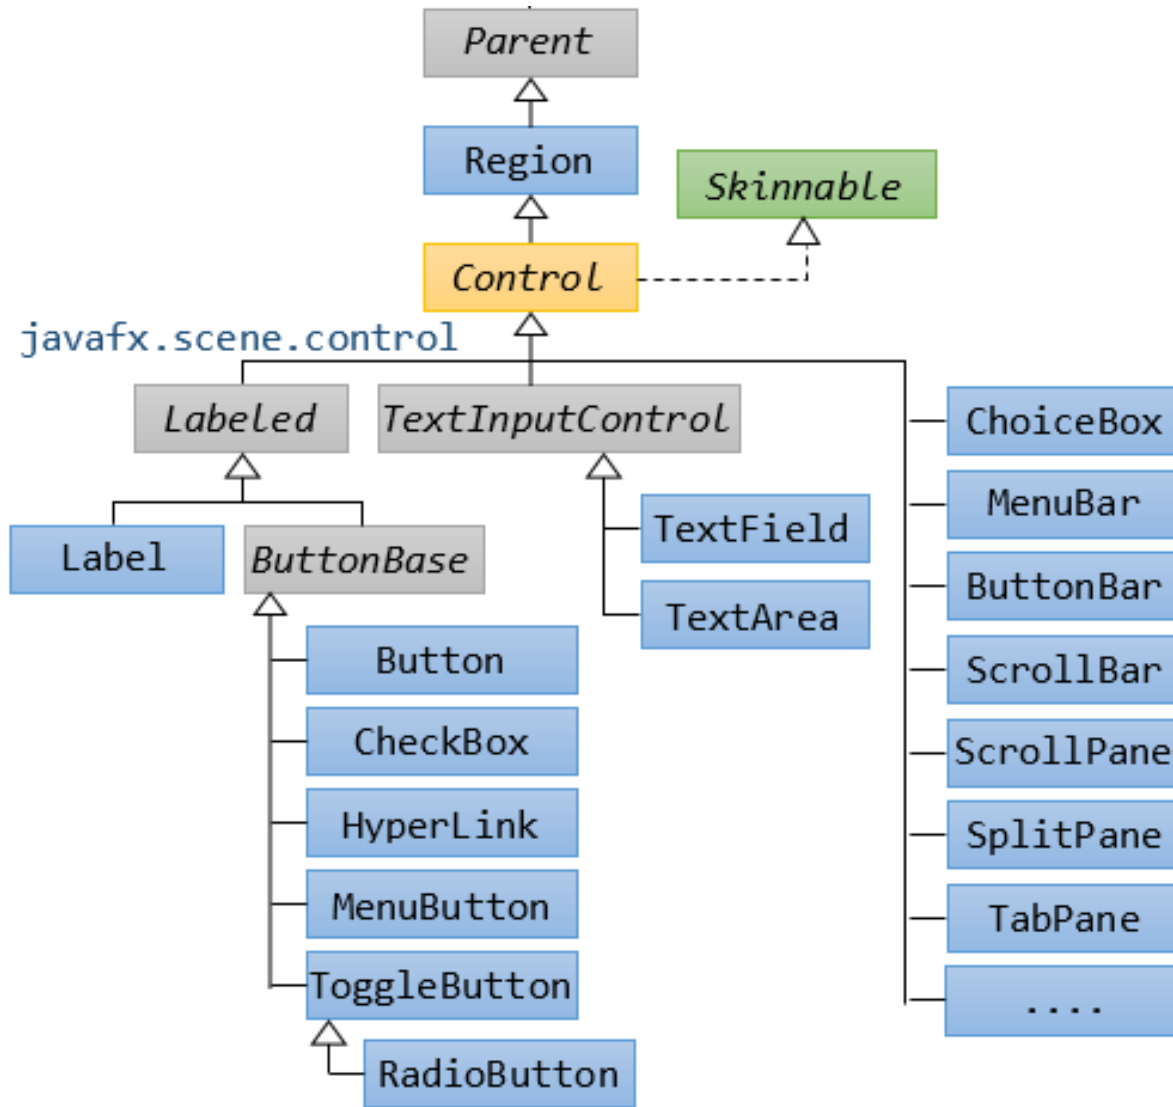 Parent
Region
Skinnable
Control
javafx.scene.control
Labeled
TextInputControl
ChoiceBox
MenuBar
TextField
Label
ButtonBase
ButtonBar
TextArea
Button
ScrollBar
CheckBox
ScrollPane
HyperLink
SplitPane
MenuButton
TabPane
ToggleButton
....
RadioButton